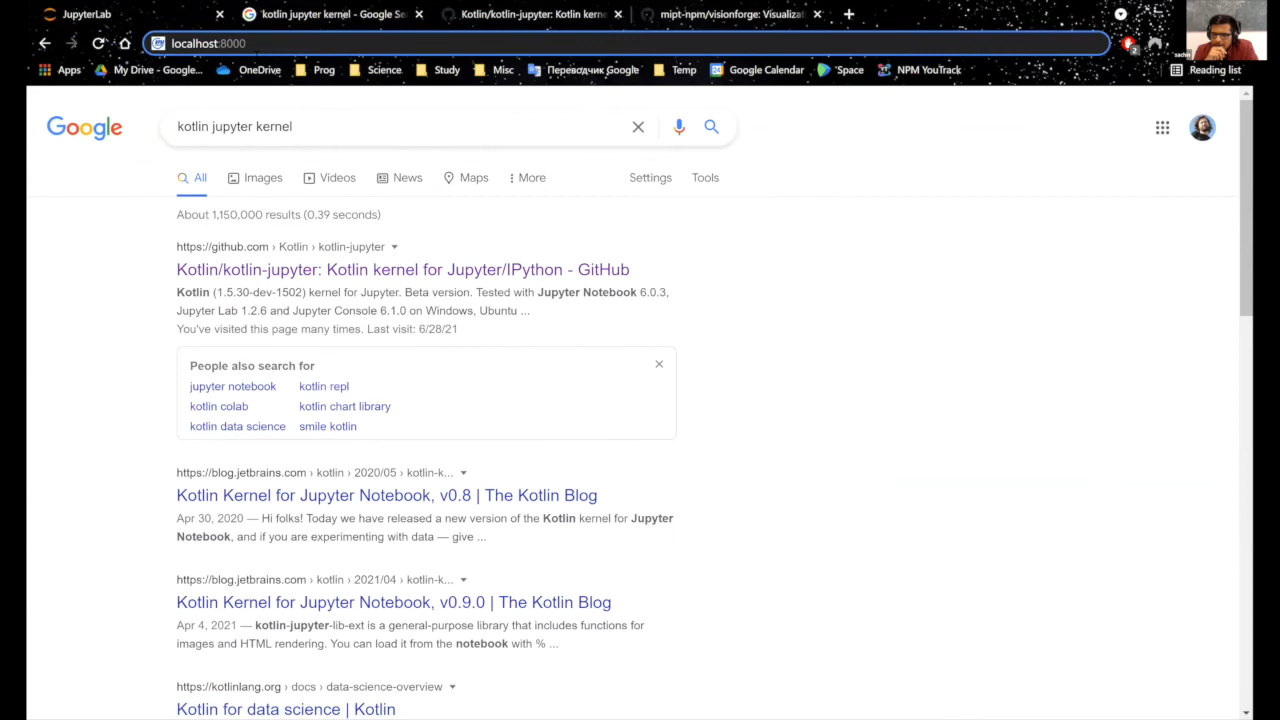 JupyterLab
kotlin jupyter kernel - Google Se
Kotlin/kotlin-jupyter: Kotlin kern
mipt-npm/visionforge: Visualizat
localhost:8000
2
sachin
Apps
My Drive - Google...
OneDrive
Prog
Science
Study
Misc
Переводчик Google
Temp
24
Google Calendar
Space
NPM YouTrack
Reading list
Google
kotlin jupyter kernel
All
Images
Videos
News
Maps
More
Settings
Tools
About 1,150,000 results (0.39 seconds)
https://github.com › Kotlin › kotlin-jupyter
Kotlin/kotlin-jupyter: Kotlin kernel for Jupyter/IPython - GitHub
Kotlin (1.5.30-dev-1502) kernel for Jupyter. Beta version. Tested with Jupyter Notebook 6.0.3,
Jupyter Lab 1.2.6 and Jupyter Console 6.1.0 on Windows, Ubuntu ...
You've visited this page many times. Last visit: 6/28/21
People also search for
jupyter notebook
kotlin repl
kotlin colab
kotlin chart library
kotlin data science
smile kotlin
https://blog.jetbrains.com › kotlin › 2020/05 › kotlin-k...
Kotlin Kernel for Jupyter Notebook, v0.8 | The Kotlin Blog
Apr 30, 2020 — Hi folks! Today we have released a new version of the Kotlin kernel for Jupyter
Notebook, and if you are experimenting with data — give ...
https://blog.jetbrains.com › kotlin › 2021/04 › kotlin-k...
Kotlin Kernel for Jupyter Notebook, v0.9.0 | The Kotlin Blog
Apr 4, 2021 — kotlin-jupyter-lib-ext is a general-purpose library that includes functions for
images and HTML rendering. You can load it from the notebook with % ...
https://kotlinlang.org › docs › data-science-overview
Kotlin for data science | Kotlin